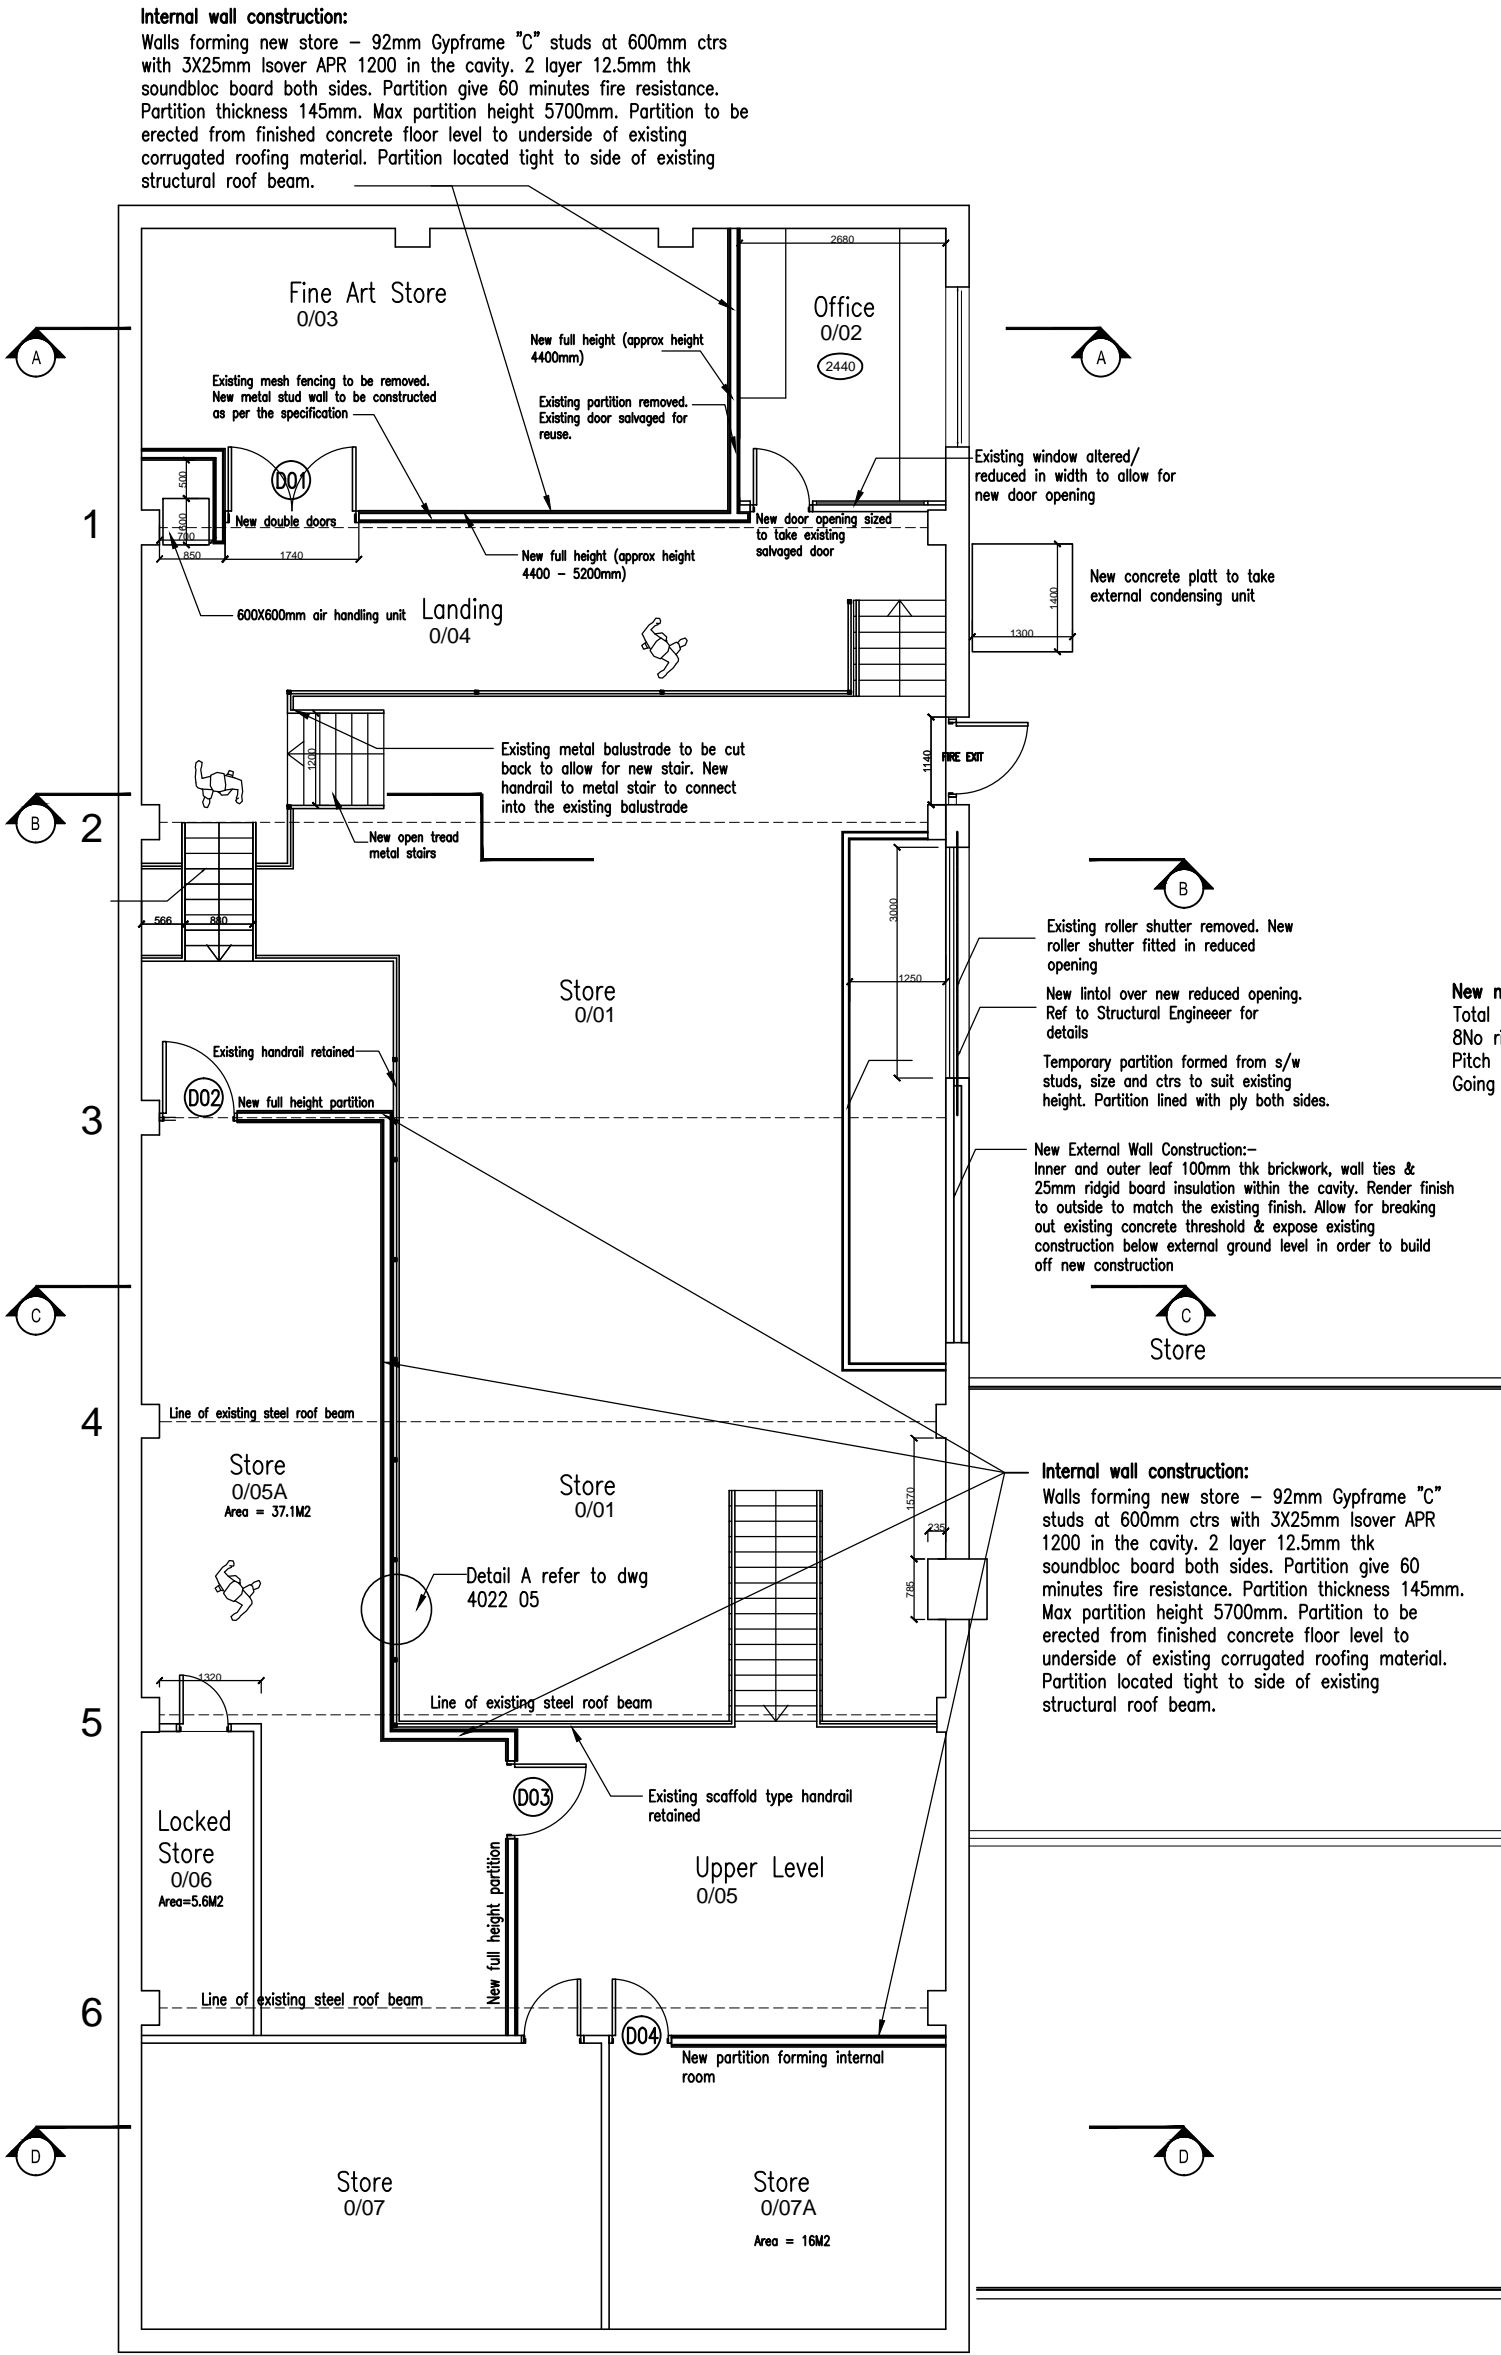 Internal wall construction:
Walls forming new store – 92mm Gypframe "C" studs at 600mm ctrs
with 3X25mm Isover APR 1200 in the cavity. 2 layer 12.5mm thk
soundbloc board both sides. Partition give 60 minutes fire resistance.
Partition thickness 145mm. Max partition height 5700mm. Partition to be
erected from finished concrete floor level to underside of existing
corrugated roofing material. Partition located tight to side of existing
structural roof beam.
2680
Fine Art Store
0/03
Office
0/02
2440
A
A
New full height (approx height
4400mm)
Existing mesh fencing to be removed.
New metal stud wall to be constructed
as per the specification
Existing partition removed.
Existing door salvaged for
reuse.
Existing window altered/
reduced in width to allow for
new door opening
500
D01
1
600
700
New double doors
New door opening sized
to take existing
salvaged door
850
1740
New full height (approx height
4400 – 5200mm)
New concrete platt to take
external condensing unit
1400
1300
600X600mm air handling unit
Landing
0/04
1200
Existing metal balustrade to be cut
back to allow for new stair. New
handrail to metal stair to connect
into the existing balustrade
1140
FIRE EXIT
B
2
New open tread
metal stairs
B
3000
566
880
Existing roller shutter removed. New
roller shutter fitted in reduced
opening
1250
Store
0/01
New lintol over new reduced opening.
Ref to Structural Engineeer for
details
New
Total
8No
Pitch
Going
Existing handrail retained
Temporary partition formed from s/w
studs, size and ctrs to suit existing
height. Partition lined with ply both sides.
D02
New full height partition
3
New External Wall Construction:–
Inner and outer leaf 100mm thk brickwork, wall ties &
25mm ridgid board insulation within the cavity. Render finish
to outside to match the existing finish. Allow for breaking
out existing concrete threshold & expose existing
construction below external ground level in order to build
off new construction
C
C
Store
4
Line of existing steel roof beam
Store
0/05A
Area = 37.1M2
Store
0/01
1570
235
785
Internal wall construction:
Walls forming new store – 92mm Gypframe "C"
studs at 600mm ctrs with 3X25mm Isover APR
1200 in the cavity. 2 layer 12.5mm thk
soundbloc board both sides. Partition give 60
minutes fire resistance. Partition thickness 145mm.
Max partition height 5700mm. Partition to be
erected from finished concrete floor level to
underside of existing corrugated roofing material.
Partition located tight to side of existing
structural roof beam.
Detail A refer to dwg
4022 05
1320
Line of existing steel roof beam
5
D03
Existing scaffold type handrail
retained
Locked
Store
0/06
Area=5.6M2
New full height partition
Upper Level
0/05
6
Line of existing steel roof beam
D04
New partition forming internal
room
D
D
Store
0/07
Store
0/07A
Area = 16M2